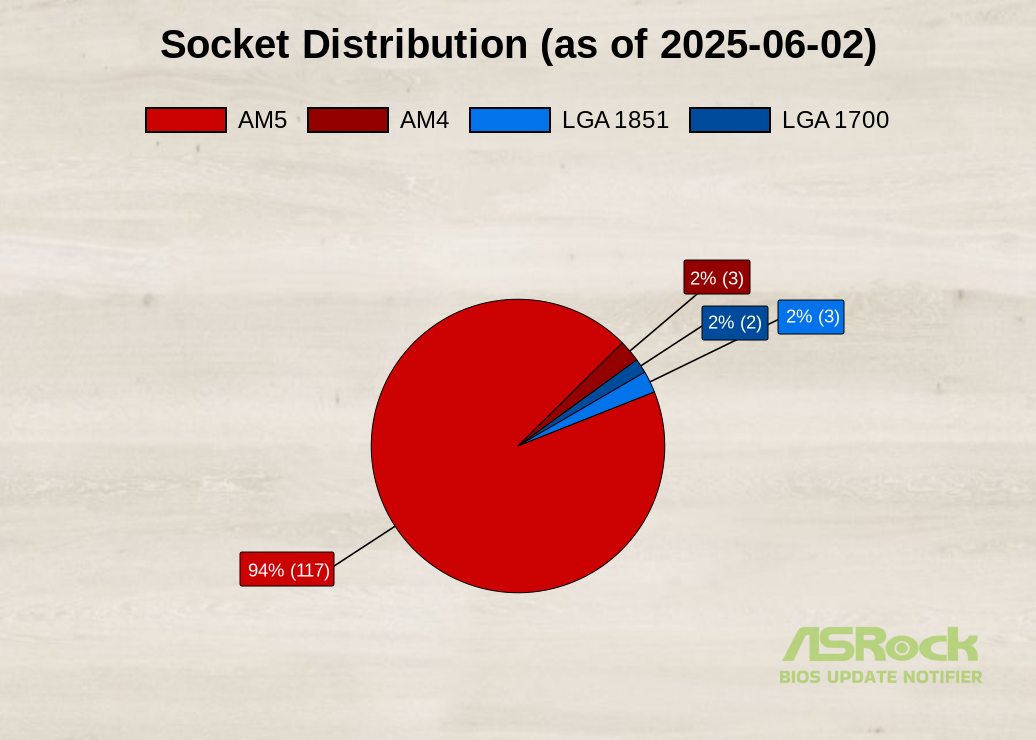 Socket Distribution (as of 2025-06-02)
AM5 AM4 LGA 1851 LGA 1700
2% (3)
2% (2) 2% (3)
94% (117)
ASRock
BIOS UPDATE NOTIFIER